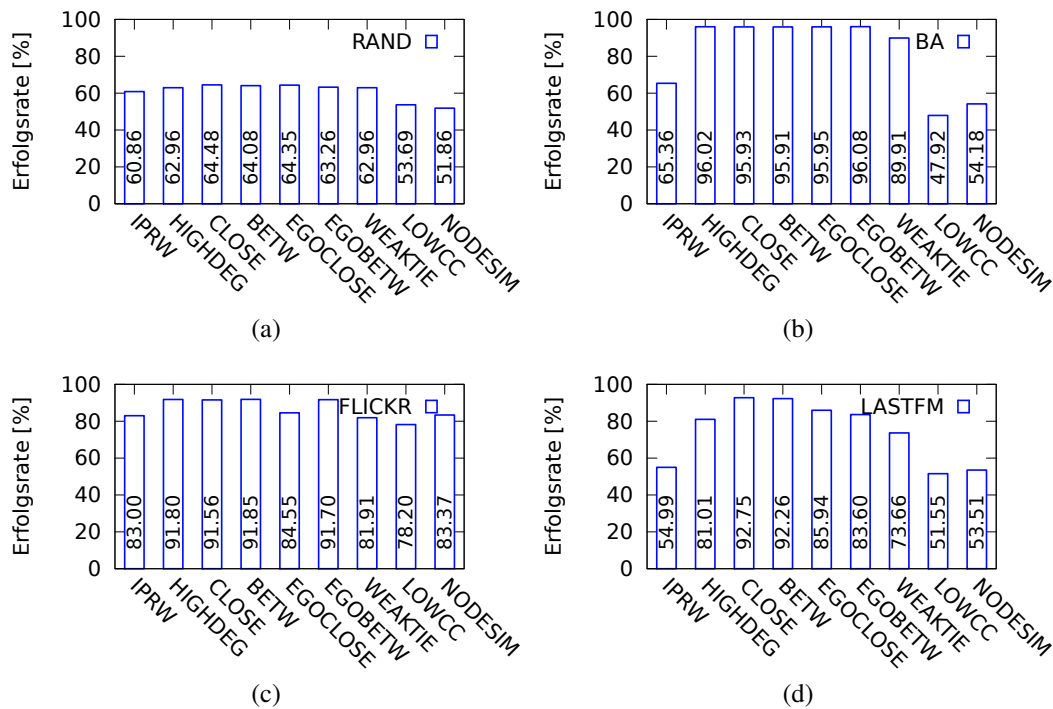 100
80
60
40
20
0
Erfolgsrate [%]
RAND
60.86
62.96
64.48
64.08
64.35
63.26
62.96
53.69
51.86
IPRW
HIGHDEG
CLOSE
BETW
EGOCLOSE
EGOBETW
WEAKTIE
LOWCC
NODESIM
(a)
100
80
60
40
20
0
Erfolgsrate [%]
BA
65.36
96.02
95.93
95.91
95.95
96.08
89.91
47.92
54.18
IPRW
HIGHDEG
CLOSE
BETW
EGOCLOSE
EGOBETW
WEAKTIE
LOWCC
NODESIM
(b)
100
80
60
40
20
0
Erfolgsrate [%]
FLICKR
83.00
91.80
91.56
91.85
84.55
91.70
81.91
78.20
83.37
IPRW
HIGHDEG
CLOSE
BETW
EGOCLOSE
EGOBETW
WEAKTIE
LOWCC
NODESIM
(c)
100
80
60
40
20
0
Erfolgsrate [%]
LASTFM
54.99
81.01
92.75
92.26
85.94
83.60
73.66
51.55
53.51
IPRW
HIGHDEG
CLOSE
BETW
EGOCLOSE
EGOBETW
WEAKTIE
LOWCC
NODESIM
(d)